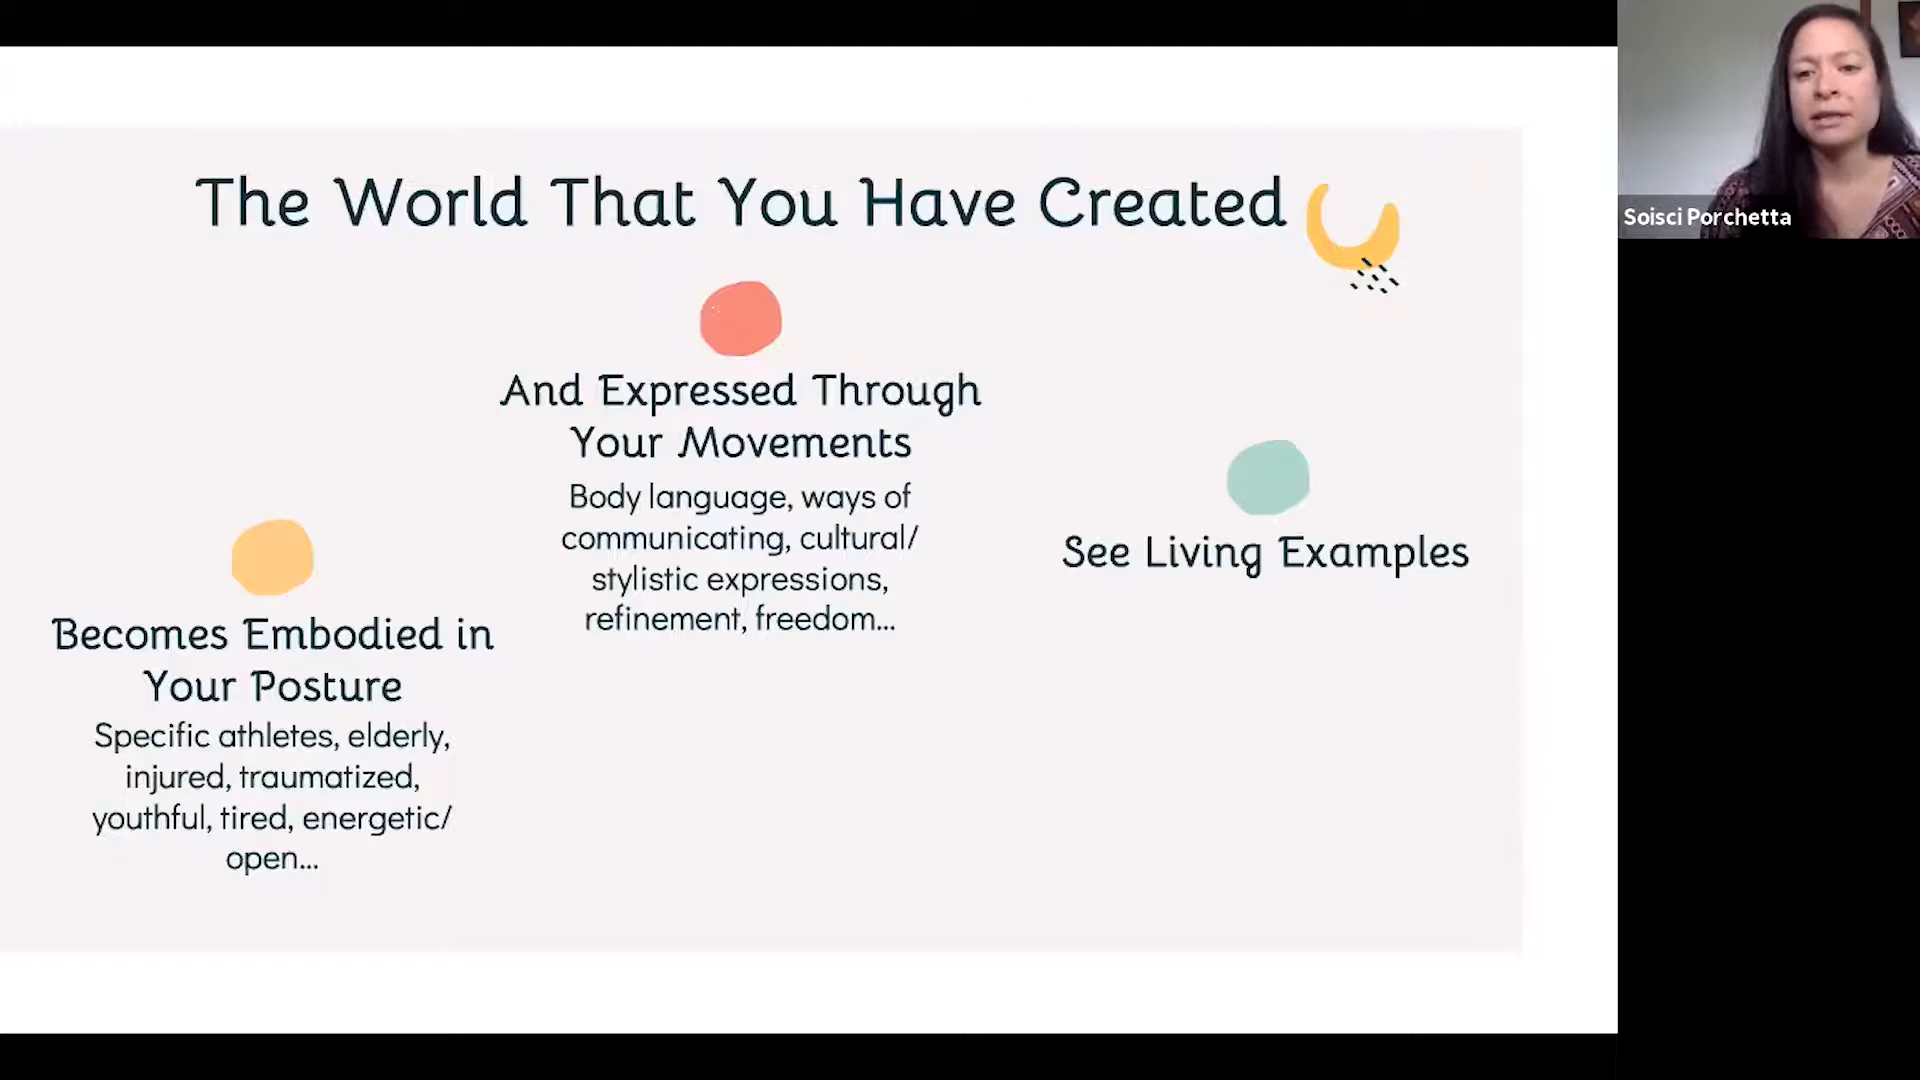 The World That You Have Created
Becomes Embodied in
Your Posture
Specific athletes, elderly,
injured, traumatized,
youthful, tired, energetic/
open...
And Expressed Through
Your Movements
Body language, ways of
communicating, cultural/
stylistic expressions,
refinement, freedom...
See Living Examples
Soisci Porchetta